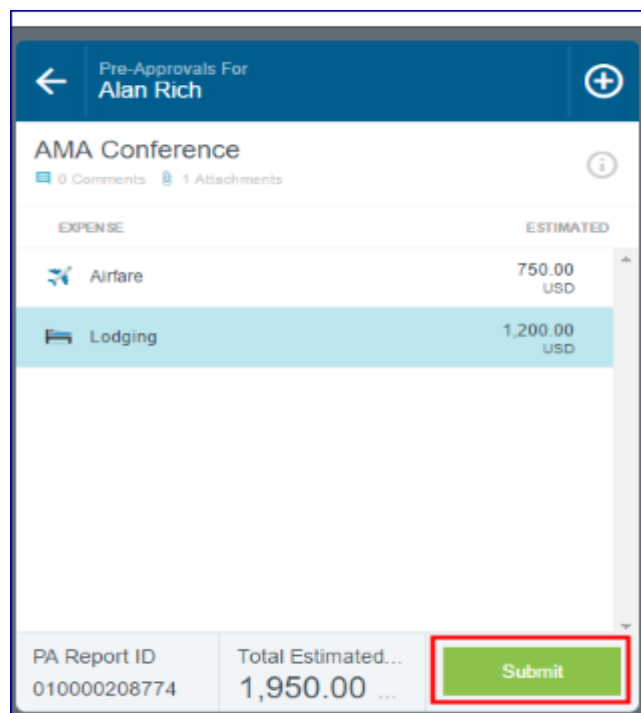 Pre-Approvals For
Alan Rich
AMA Conference
0 Comments 1 Attachments
EXPENSE ESTIMATED
Airfare 750.00
USD
Lodging 1,200.00
USD
PA Report ID Total Estimated...
010000208774 1,950.00 ...
Submit